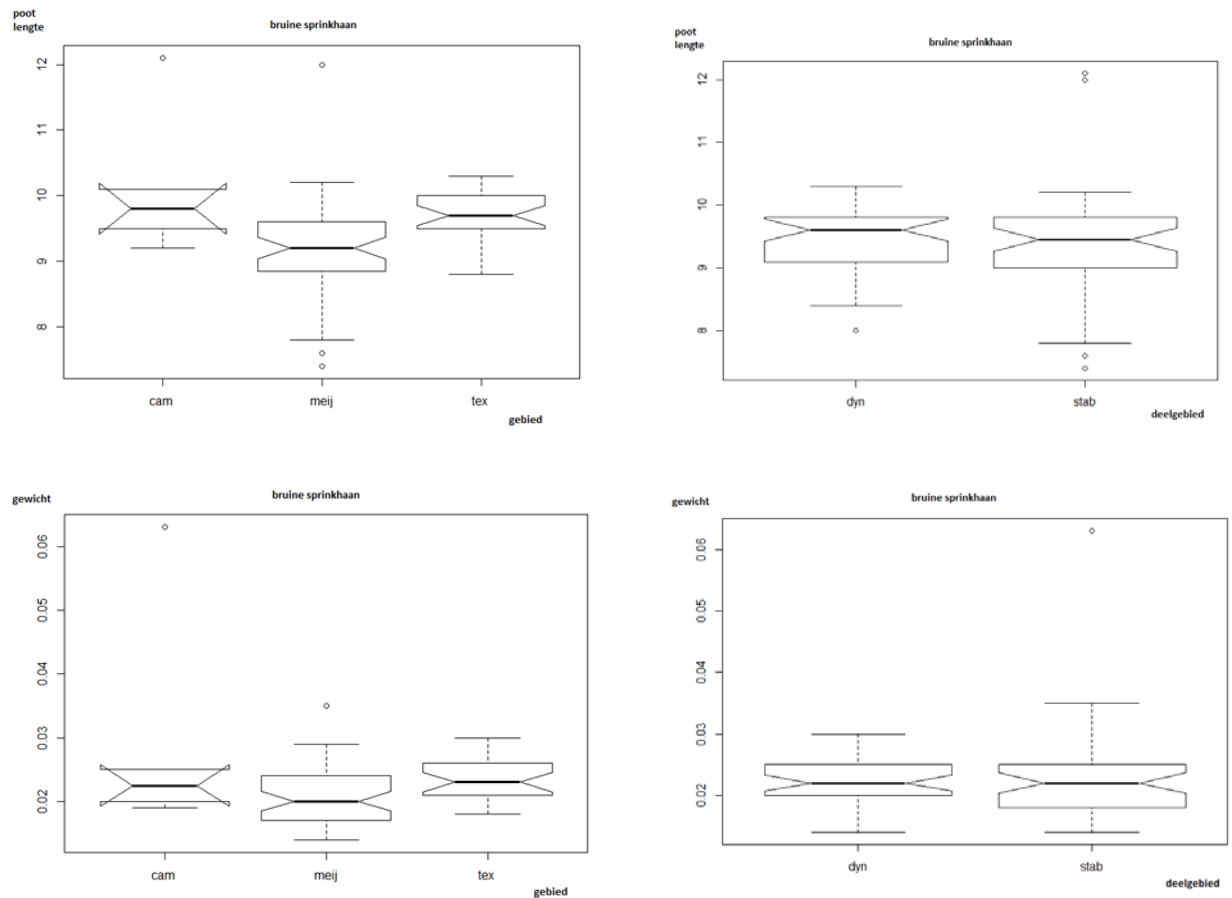 poot
lengte
bruine sprinkhaan
12
11
10
9
8
cam meij tex
gebied
poot
lengte
bruine sprinkhaan
12
11
10
9
8
dyn stab
deelgebied
gewicht
bruine sprinkhaan
0.06
0.05
0.04
0.03
0.02
cam meij tex
gebied
gewicht
bruine sprinkhaan
0.06
0.05
0.04
0.03
0.02
dyn stab
deelgebied